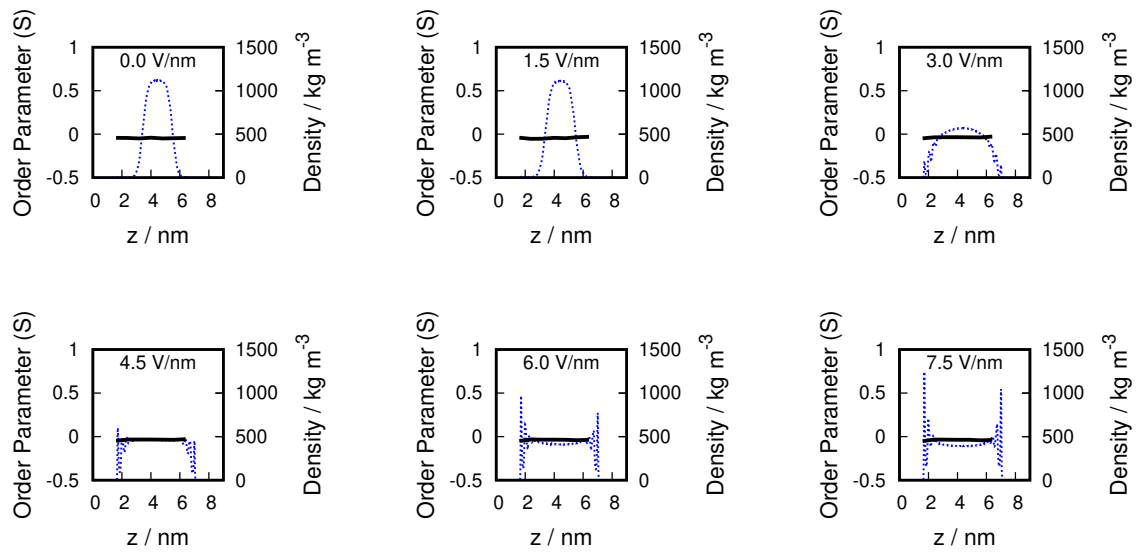 Order Parameter (S)
1
0.5
0
-0.5
0.0 V/nm
1500
1000
500
0
Density / kg m⁻³
0 2 4 6 8
z / nm
Order Parameter (S)
1
0.5
0
-0.5
1.5 V/nm
1500
1000
500
0
Density / kg m⁻³
0 2 4 6 8
z / nm
Order Parameter (S)
1
0.5
0
-0.5
3.0 V/nm
1500
1000
500
0
Density / kg m⁻³
0 2 4 6 8
z / nm
Order Parameter (S)
1
0.5
0
-0.5
4.5 V/nm
1500
1000
500
0
Density / kg m⁻³
0 2 4 6 8
z / nm
Order Parameter (S)
1
0.5
0
-0.5
6.0 V/nm
1500
1000
500
0
Density / kg m⁻³
0 2 4 6 8
z / nm
Order Parameter (S)
1
0.5
0
-0.5
7.5 V/nm
1500
1000
500
0
Density / kg m⁻³
0 2 4 6 8
z / nm